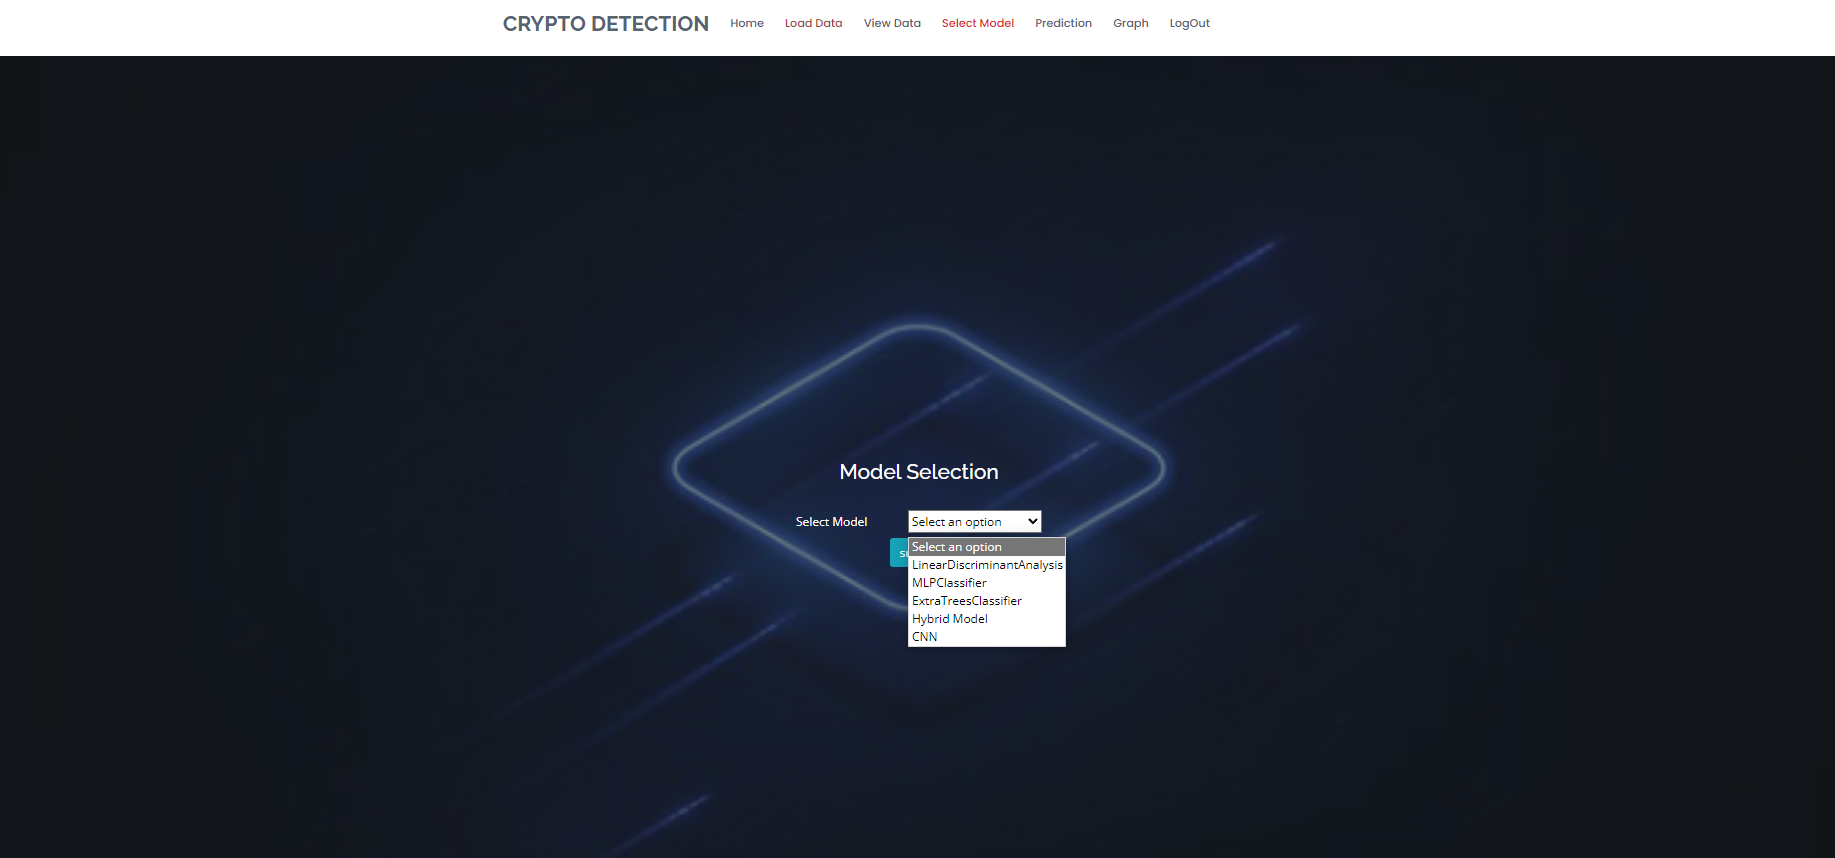 CRYPTO DETECTION Home Load Data View Data Select Model Prediction Graph LogOut
Model Selection
Select Model Select an option
Select an option
LinearDiscriminantAnalysis
MLPClassifier
ExtraTreesClassifier
Hybrid Model
CNN